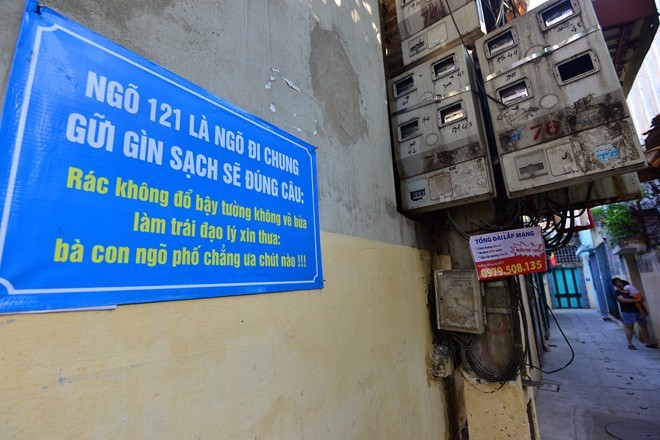 NGÕ 121 LÀ NGÕ ĐI CHUNG
GỮI GÌN SẠCH SẼ ĐÚNG CÂU:
Rác không đổ bậy tường không vẽ bừa
làm trái đạo lý xin thưa:
bà con ngõ phố chẳng ưa chút nào !!!
TỔNG ĐÀI LẮP MẠNG
0979.508.135